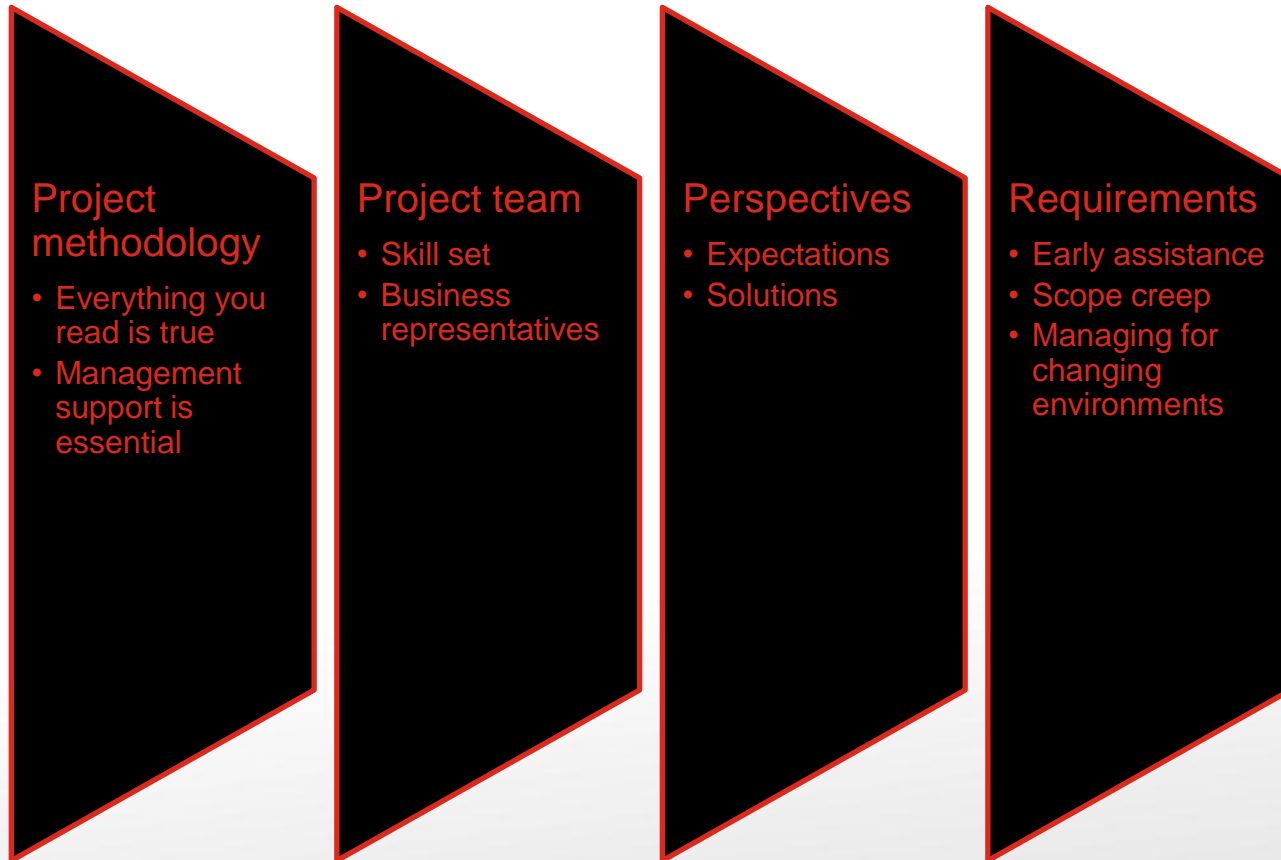 Project
methodology
• Everything you
read is true
• Management
support is
essential
Project team
• Skill set
• Business
representatives
Perspectives
• Expectations
• Solutions
Requirements
• Early assistance
• Scope creep
• Managing for
changing
environments